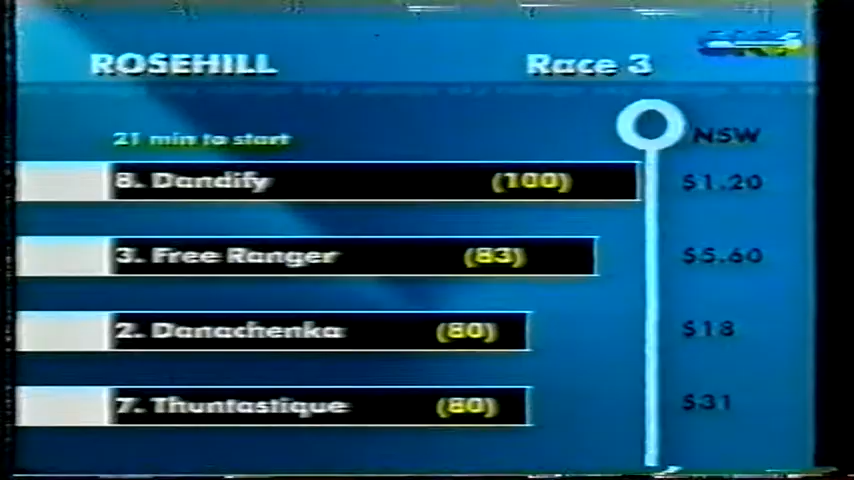 ROSEHILL Race 3
21 min to start NSW
8. Dandify (100) $1.20
3. Free Ranger (83) $5.60
2. Danachenka (80) $18
7. Thuntastique (80) $31